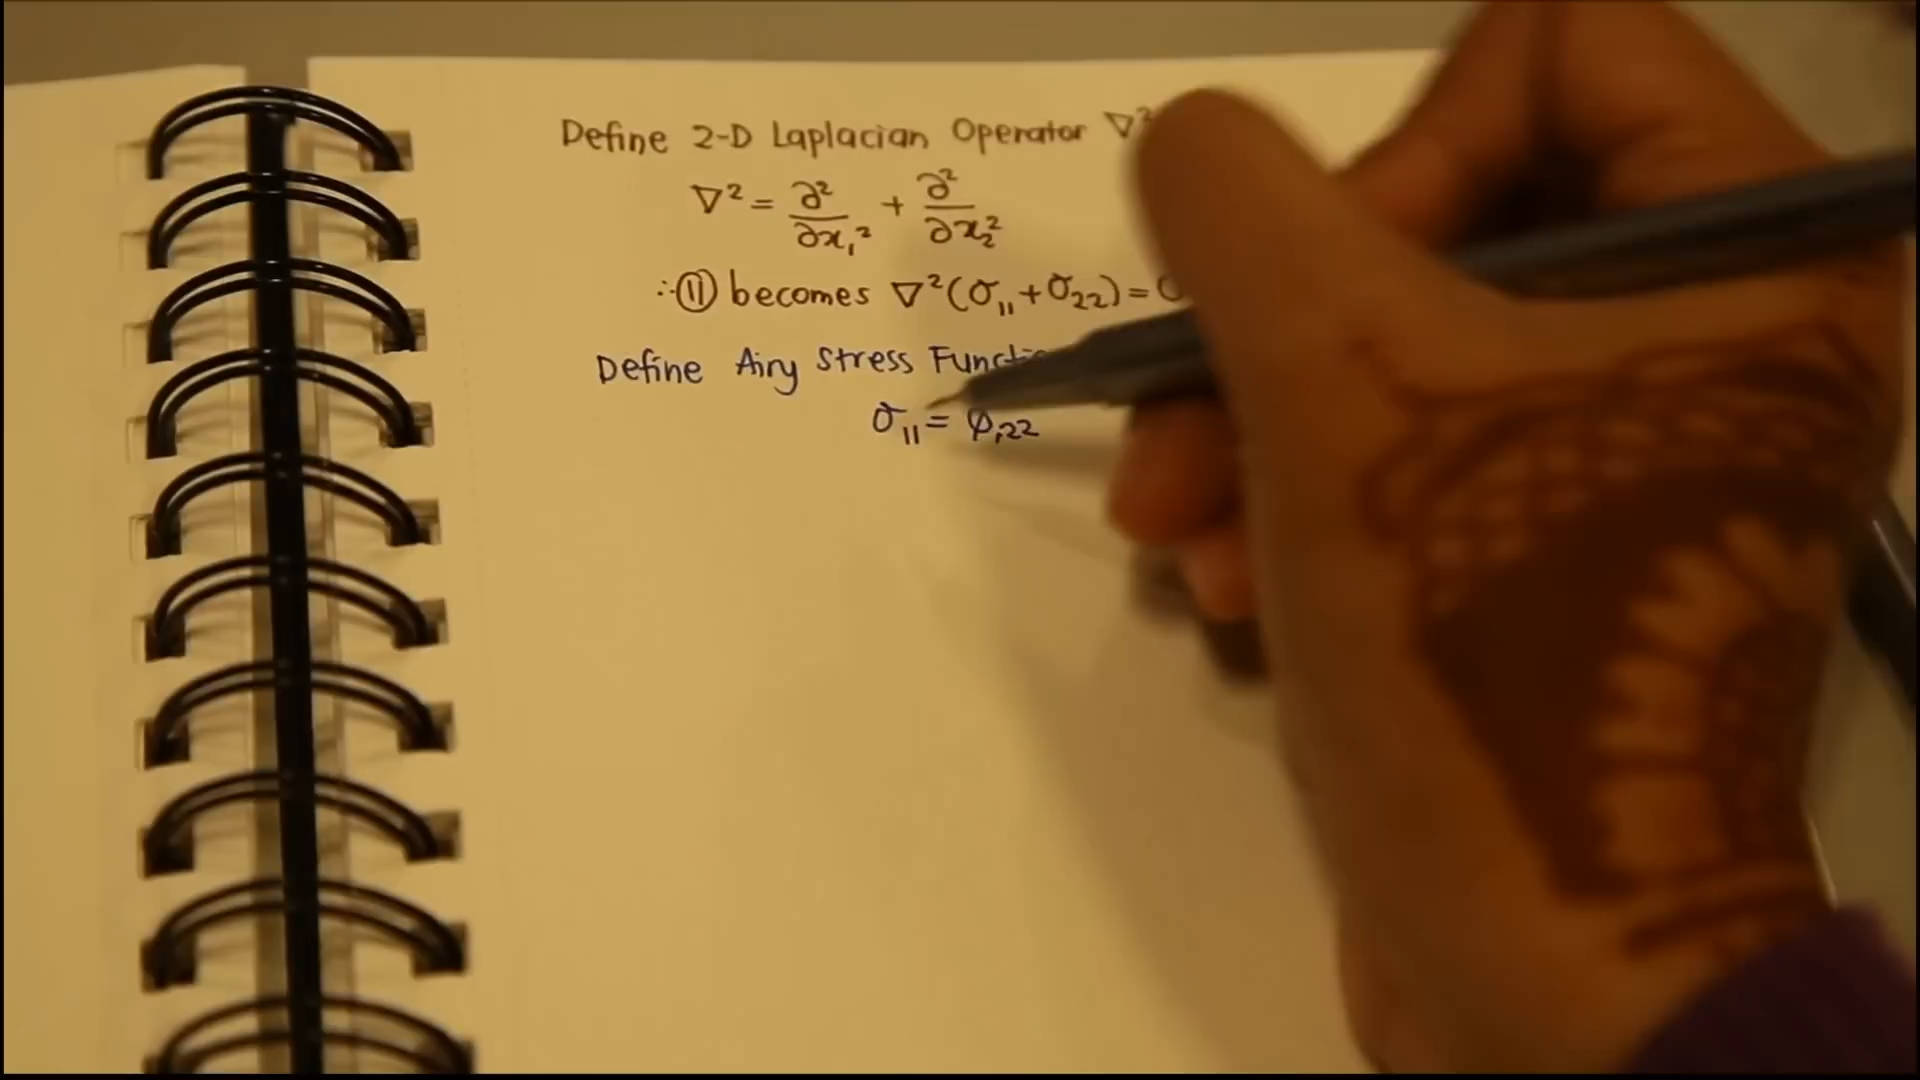 Define 2-D Laplacian Operator ∇²
∇² = ∂²/∂x₁² + ∂²/∂x₂²
∴ ⑪ becomes ∇²(σ₁₁+σ₂₂)=
Define Airy Stress
σ₁₁ = φ,₂₂